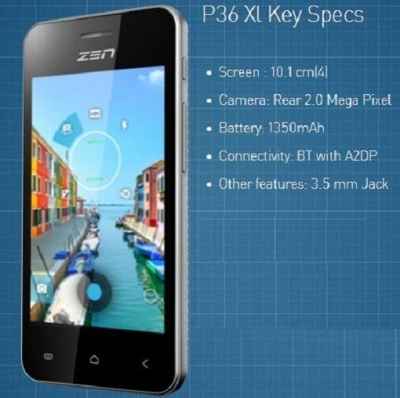 P36 Xl Key Specs
ZEN
Screen : 10.1 cm(4)
Camera: Rear 2.0 Mega Pixel
Battery: 1350mAh
Connectivity: BT with A2DP
Other features: 3.5 mm Jack